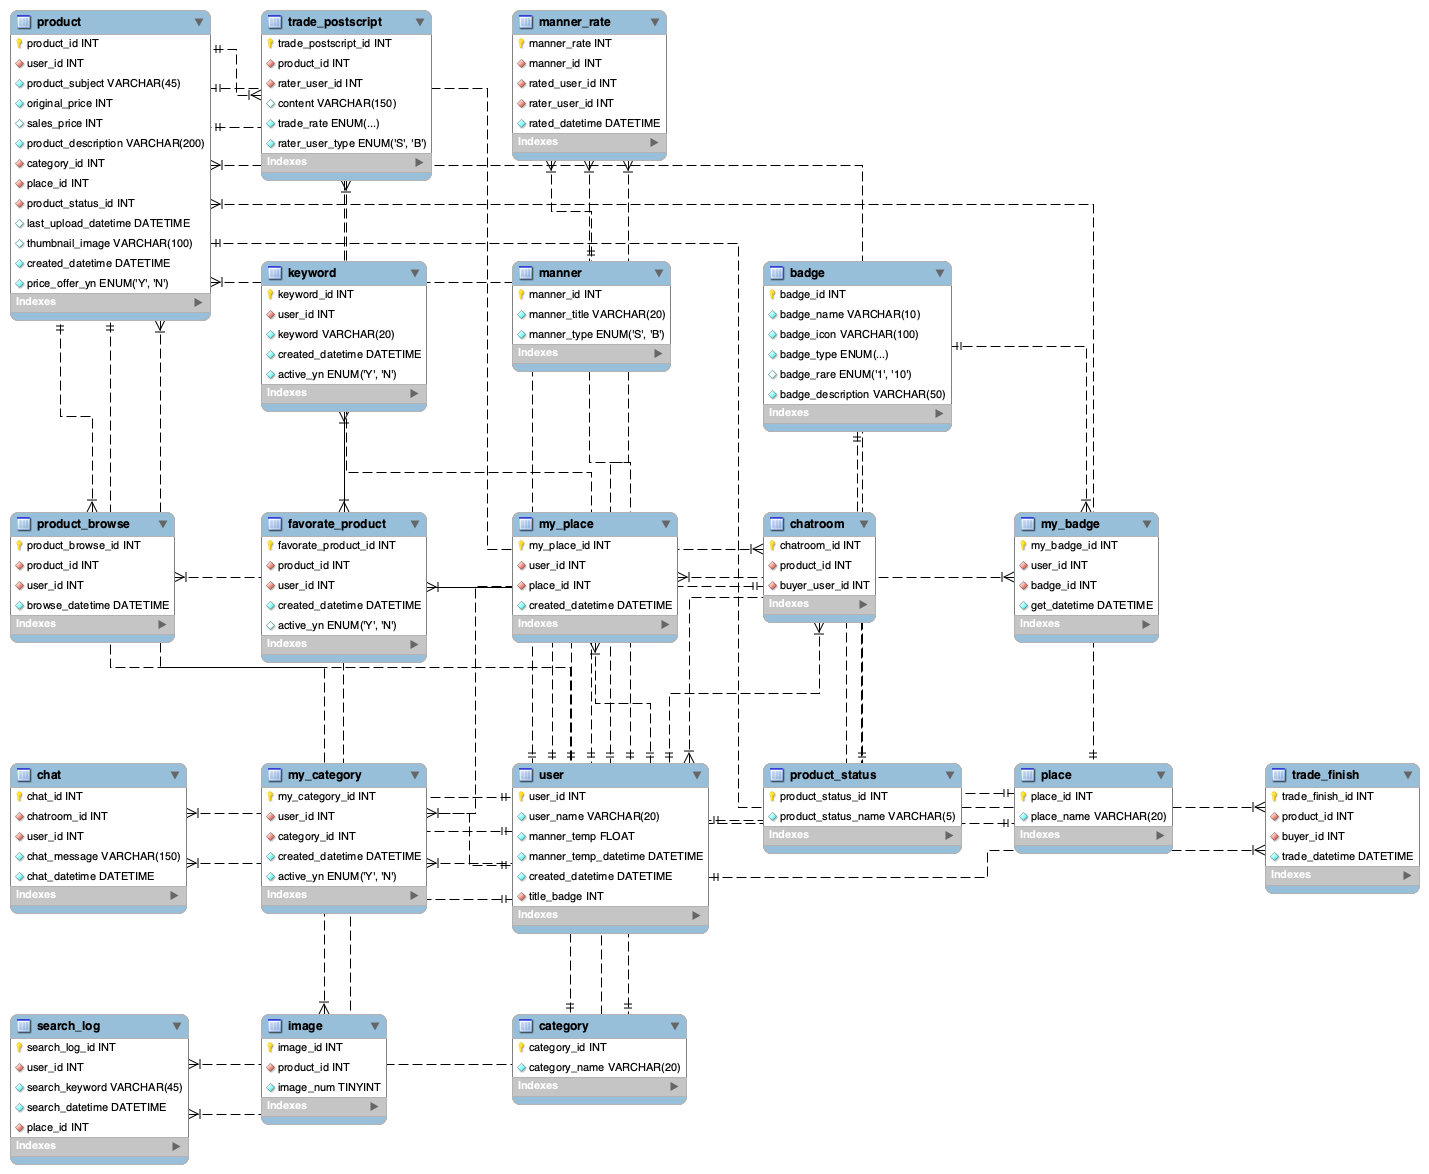 product
product_id INT
user_id INT
product_subject VARCHAR(45)
original_price INT
sales_price INT
product_description VARCHAR(200)
category_id INT
place_id INT
product_status_id INT
last_upload_datetime DATETIME
thumbnail_image VARCHAR(100)
created_datetime DATETIME
price_offer_yn ENUM('Y', 'N')
Indexes
trade_postscript
trade_postscript_id INT
product_id INT
rater_user_id INT
content VARCHAR(150)
trade_rate ENUM(...)
rater_user_type ENUM('S', 'B')
Indexes
manner_rate
manner_rate INT
manner_id INT
rated_user_id INT
rater_user_id INT
rated_datetime DATETIME
Indexes
keyword
keyword_id INT
user_id INT
keyword VARCHAR(20)
created_datetime DATETIME
active_yn ENUM('Y', 'N')
Indexes
manner
manner_id INT
manner_title VARCHAR(20)
manner_type ENUM('S', 'B')
Indexes
badge
badge_id INT
badge_name VARCHAR(10)
badge_icon VARCHAR(100)
badge_type ENUM(...)
badge_rare ENUM('1', '10')
badge_description VARCHAR(50)
Indexes
product_browse
product_browse_id INT
product_id INT
user_id INT
browse_datetime DATETIME
Indexes
favorate_product
favorate_product_id INT
product_id INT
user_id INT
created_datetime DATETIME
active_yn ENUM('Y', 'N')
Indexes
my_place
my_place_id INT
user_id INT
place_id INT
created_datetime DATETIME
Indexes
chatroom
chatroom_id INT
product_id INT
buyer_user_id INT
Indexes
my_badge
my_badge_id INT
user_id INT
badge_id INT
get_datetime DATETIME
Indexes
chat
chat_id INT
chatroom_id INT
user_id INT
chat_message VARCHAR(150)
chat_datetime DATETIME
Indexes
my_category
my_category_id INT
user_id INT
category_id INT
created_datetime DATETIME
active_yn ENUM('Y', 'N')
Indexes
user
user_id INT
user_name VARCHAR(20)
manner_temp FLOAT
manner_temp_datetime DATETIME
created_datetime DATETIME
title_badge INT
Indexes
product_status
product_status_id INT
product_status_name VARCHAR(5)
Indexes
place
place_id INT
place_name VARCHAR(20)
Indexes
trade_finish
trade_finish_id INT
product_id INT
buyer_id INT
trade_datetime DATETIME
Indexes
search_log
search_log_id INT
user_id INT
search_keyword VARCHAR(45)
search_datetime DATETIME
place_id INT
Indexes
image
image_id INT
product_id INT
image_num TINYINT
Indexes
category
category_id INT
category_name VARCHAR(20)
Indexes